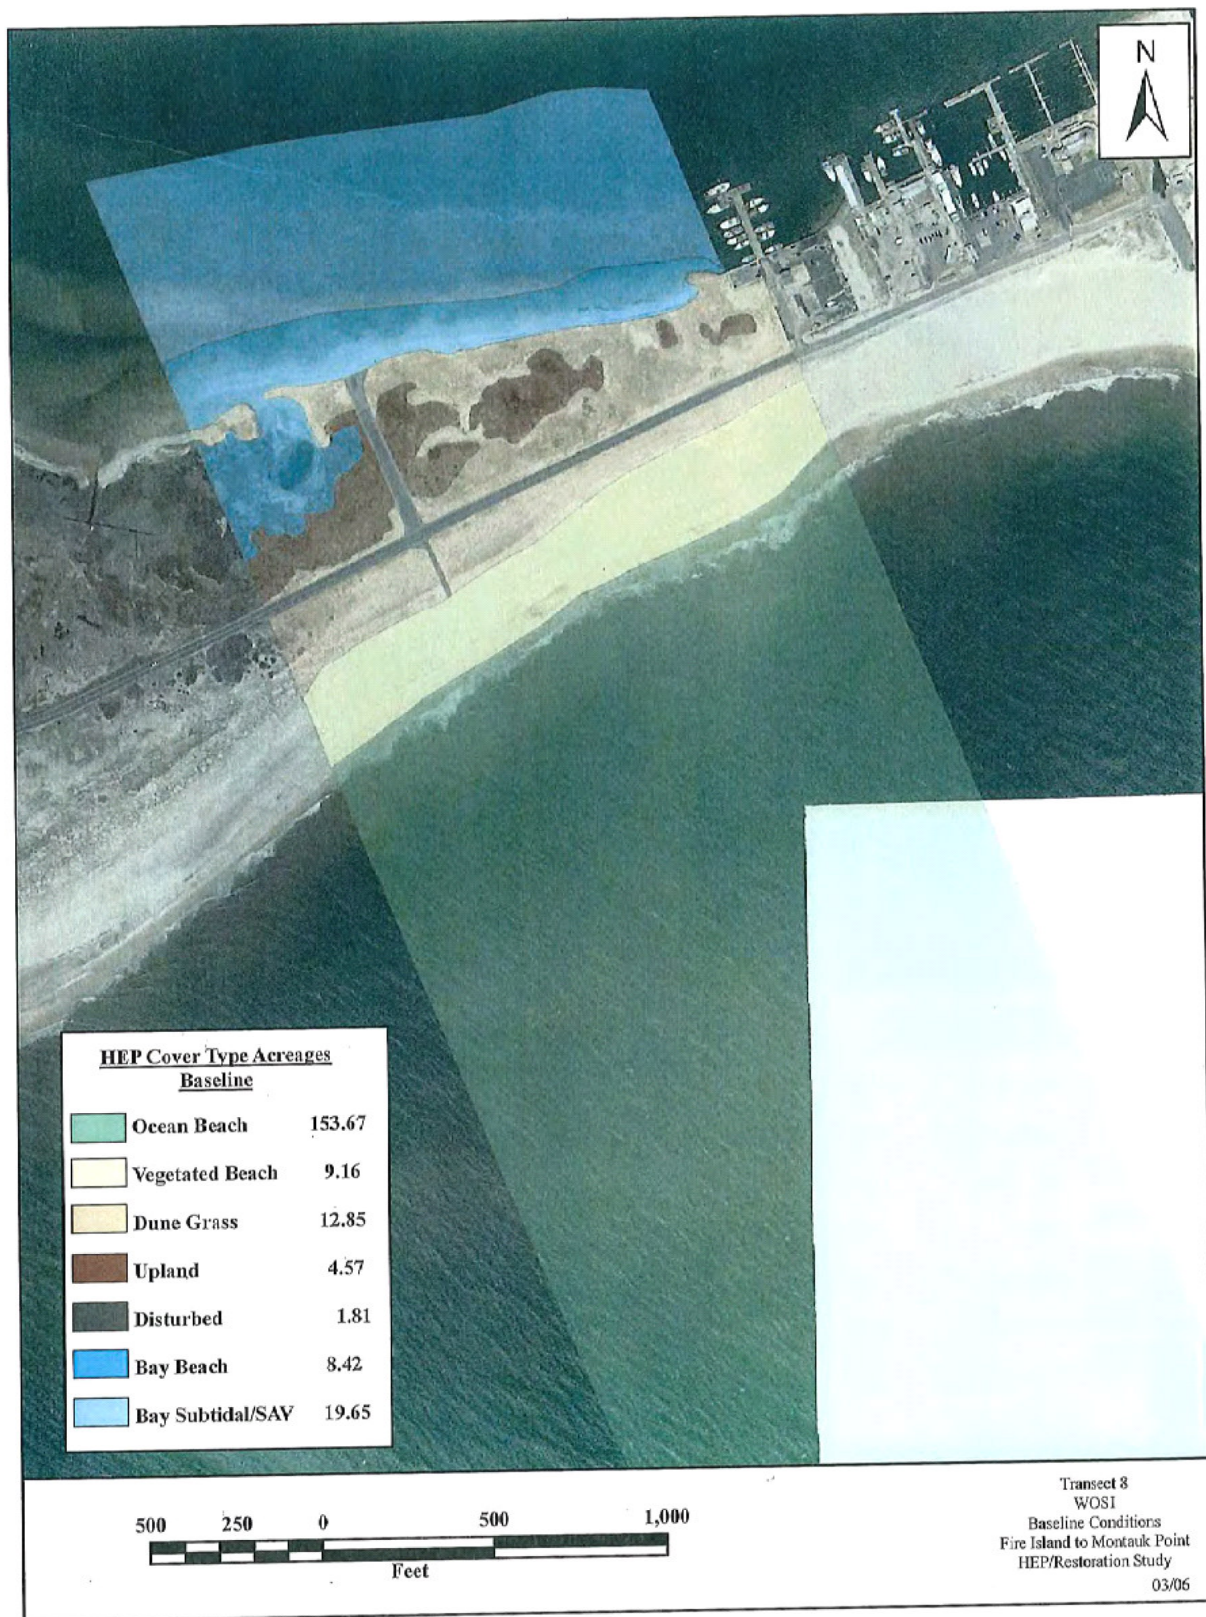 N
HEP Cover Type Acreages
Baseline
Ocean Beach 153.67
Vegetated Beach 9.16
Dune Grass 12.85
Upland 4.57
Disturbed 1.81
Bay Beach 8.42
Bay Subtidal/SAV 19.65
500 250 0 500 1,000
Feet
Transect 8
WOSI
Baseline Conditions
Fire Island to Montauk Point
HEP/Restoration Study
03/06